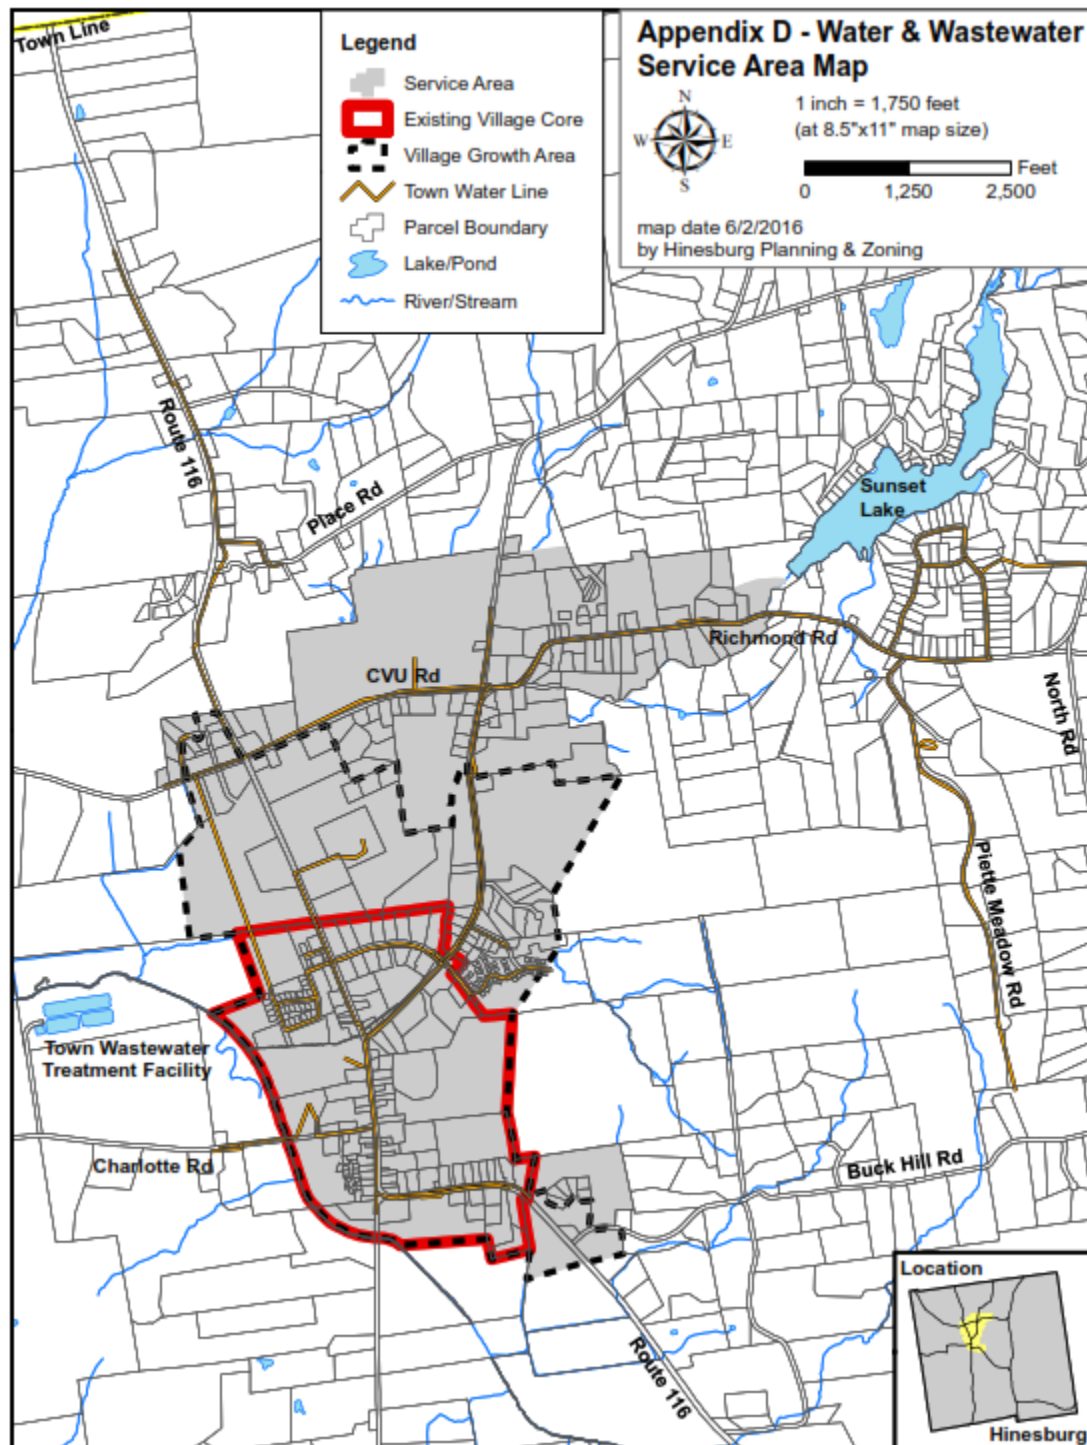 Town Line
Legend
Service Area
Existing Village Core
Village Growth Area
Town Water Line
Parcel Boundary
Lake/Pond
River/Stream
Appendix D - Water & Wastewater
Service Area Map
N
W
E
S
1 inch = 1,750 feet
(at 8.5"x11" map size)
Feet
0 1,250 2,500
map date 6/2/2016
by Hinesburg Planning & Zoning
Route 116
Place Rd
Sunset
Lake
Richmond Rd
CVU Rd
North Rd
Piette Meadow Rd
Town Wastewater
Treatment Facility
Charlotte Rd
Buck Hill Rd
Route 116
Location
Hinesburg